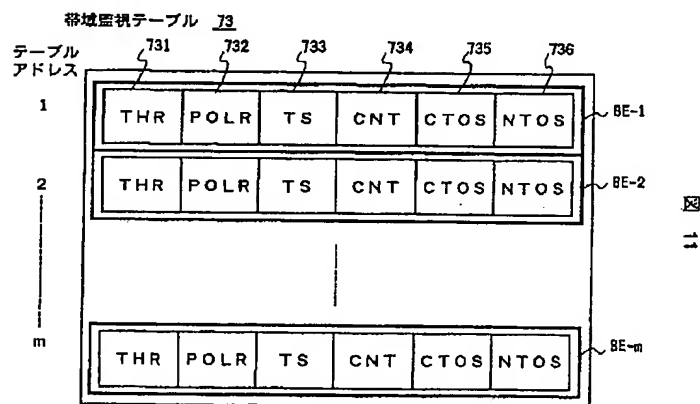 帯域監視テーブル 73
テーブル
アドレス
731 732 733 734 735 736
1 THR POLR TS CNT CTOS NTOS BE-1
2 THR POLR TS CNT CTOS NTOS BE-2
m THR POLR TS CNT CTOS NTOS BE-m
図11